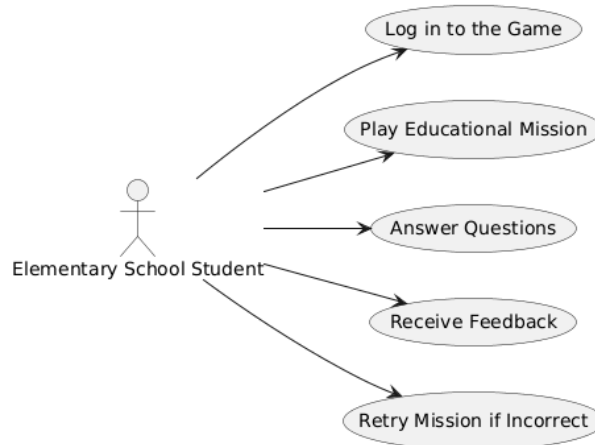 Log in to the Game
Play Educational Mission
Answer Questions
Elementary School Student
Receive Feedback
Retry Mission if Incorrect